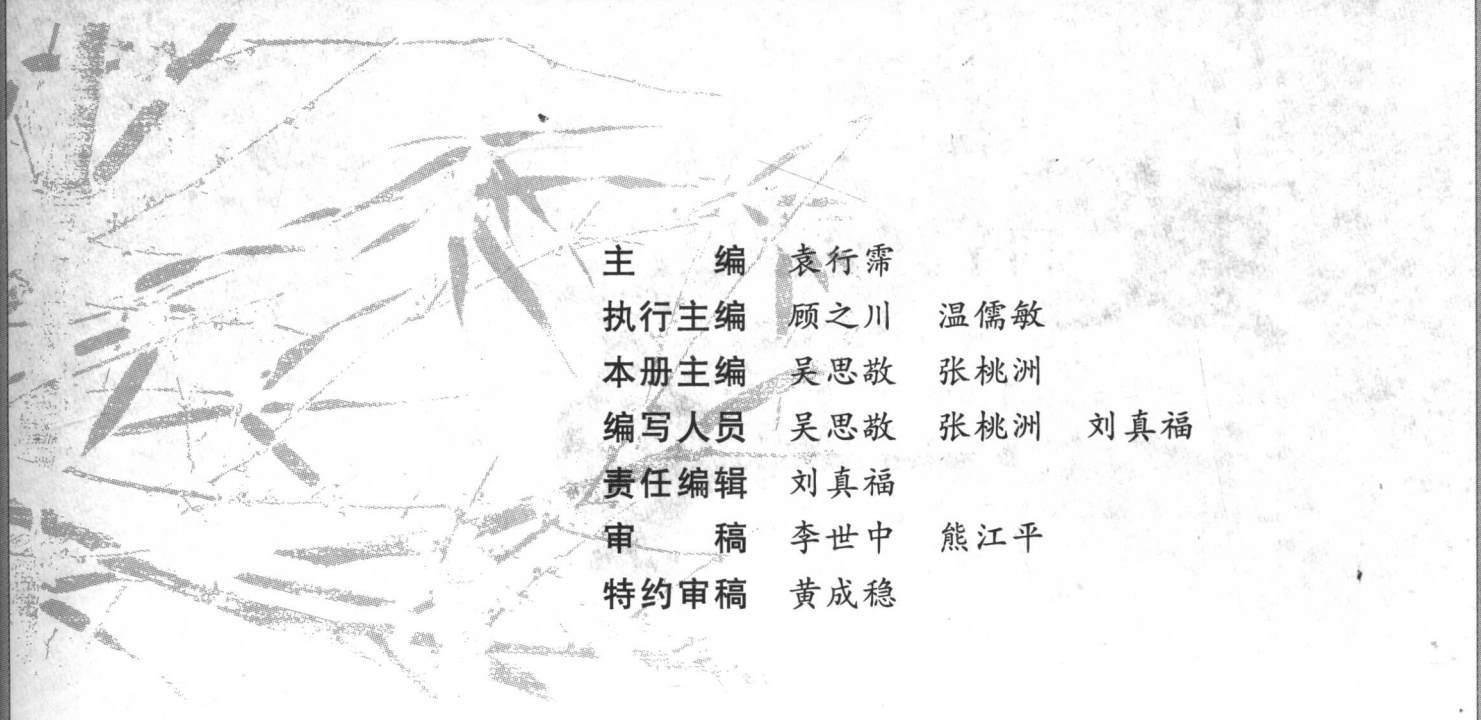 主 编 袁行霈
执行主编 顾之川 温儒敏
本册主编 吴思敬 张桃洲
编写人员 吴思敬 张桃洲 刘真福
责任编辑 刘真福
审 稿 李世中 熊江平
特约审稿 黄成稳